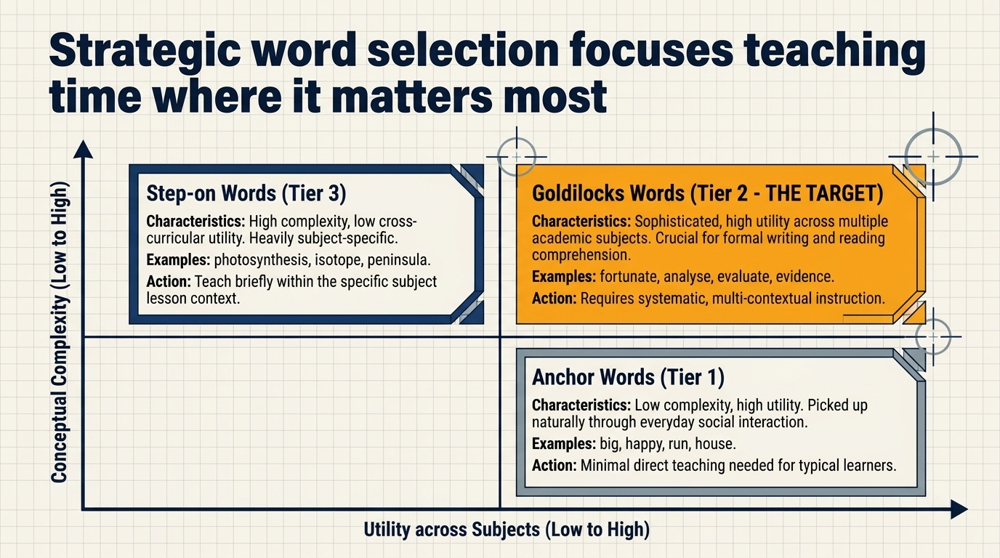 Strategic word selection focuses teaching
time where it matters most
Conceptual Complexity (Low to High)
Step-on Words (Tier 3)
Characteristics: High complexity, low cross-
curricular utility. Heavily subject-specific.
Examples: photosynthesis, isotope, peninsula.
Action: Teach briefly within the specific subject
lesson context.
Goldilocks Words (Tier 2 - THE TARGET)
Characteristics: Sophisticated, high utility across multiple
academic subjects. Crucial for formal writing and reading
comprehension.
Examples: fortunate, analyse, evaluate, evidence.
Action: Requires systematic, multi-contextual instruction.
Anchor Words (Tier 1)
Characteristics: Low complexity, high utility. Picked up
naturally through everyday social interaction.
Examples: big, happy, run, house.
Action: Minimal direct teaching needed for typical learners.
Utility across Subjects (Low to High)